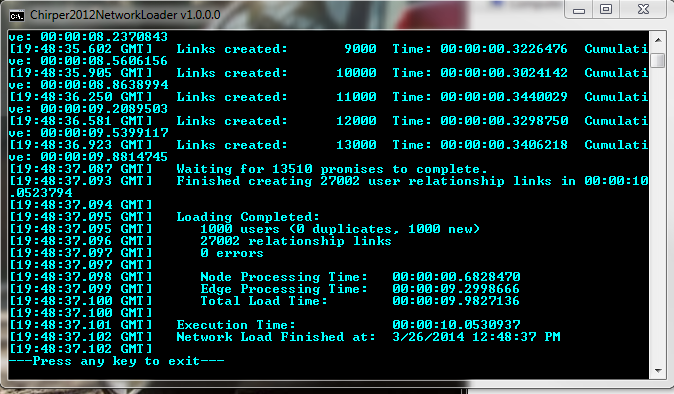 Chirper2012NetworkLoader v1.0.0.0
ve: 00:00:08.2370843
[19:48:35.602 GMT]   Links created:       9000  Time: 00:00:00.3226476  Cumulati
ve: 00:00:08.5606156
[19:48:35.905 GMT]   Links created:      10000  Time: 00:00:00.3024142  Cumulati
ve: 00:00:08.8638994
[19:48:36.250 GMT]   Links created:      11000  Time: 00:00:00.3440029  Cumulati
ve: 00:00:09.2089503
[19:48:36.581 GMT]   Links created:      12000  Time: 00:00:00.3298750  Cumulati
ve: 00:00:09.5399117
[19:48:36.923 GMT]   Links created:      13000  Time: 00:00:00.3406218  Cumulati
ve: 00:00:09.8814745
[19:48:37.087 GMT]   Waiting for 13510 promises to complete.
[19:48:37.093 GMT]   Finished creating 27002 user relationship links in 00:00:10
.0523794
[19:48:37.094 GMT]
[19:48:37.095 GMT]   Loading Completed:
[19:48:37.095 GMT]      1000 users (0 duplicates, 1000 new)
[19:48:37.096 GMT]      27002 relationship links
[19:48:37.097 GMT]      0 errors
[19:48:37.097 GMT]
[19:48:37.098 GMT]      Node Processing Time:   00:00:00.6828470
[19:48:37.099 GMT]      Edge Processing Time:   00:00:09.2998666
[19:48:37.100 GMT]      Total Load Time:        00:00:09.9827136
[19:48:37.100 GMT]
[19:48:37.101 GMT]   Execution Time:            00:00:10.0530937
[19:48:37.102 GMT]   Network Load Finished at:  3/26/2014 12:48:37 PM
[19:48:37.102 GMT]
---Press any key to exit---